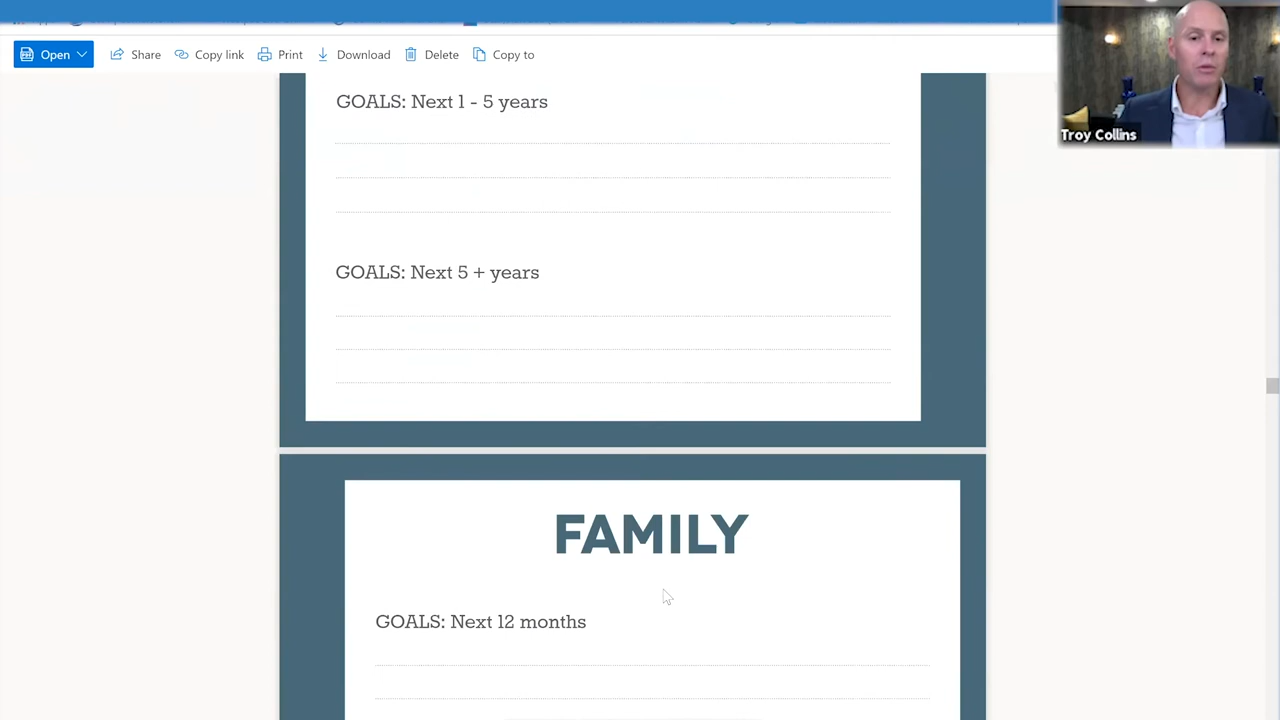 Open Share Copy link Print Download Delete Copy to
Troy Collins
GOALS: Next 1 - 5 years
GOALS: Next 5 + years
FAMILY
GOALS: Next 12 months